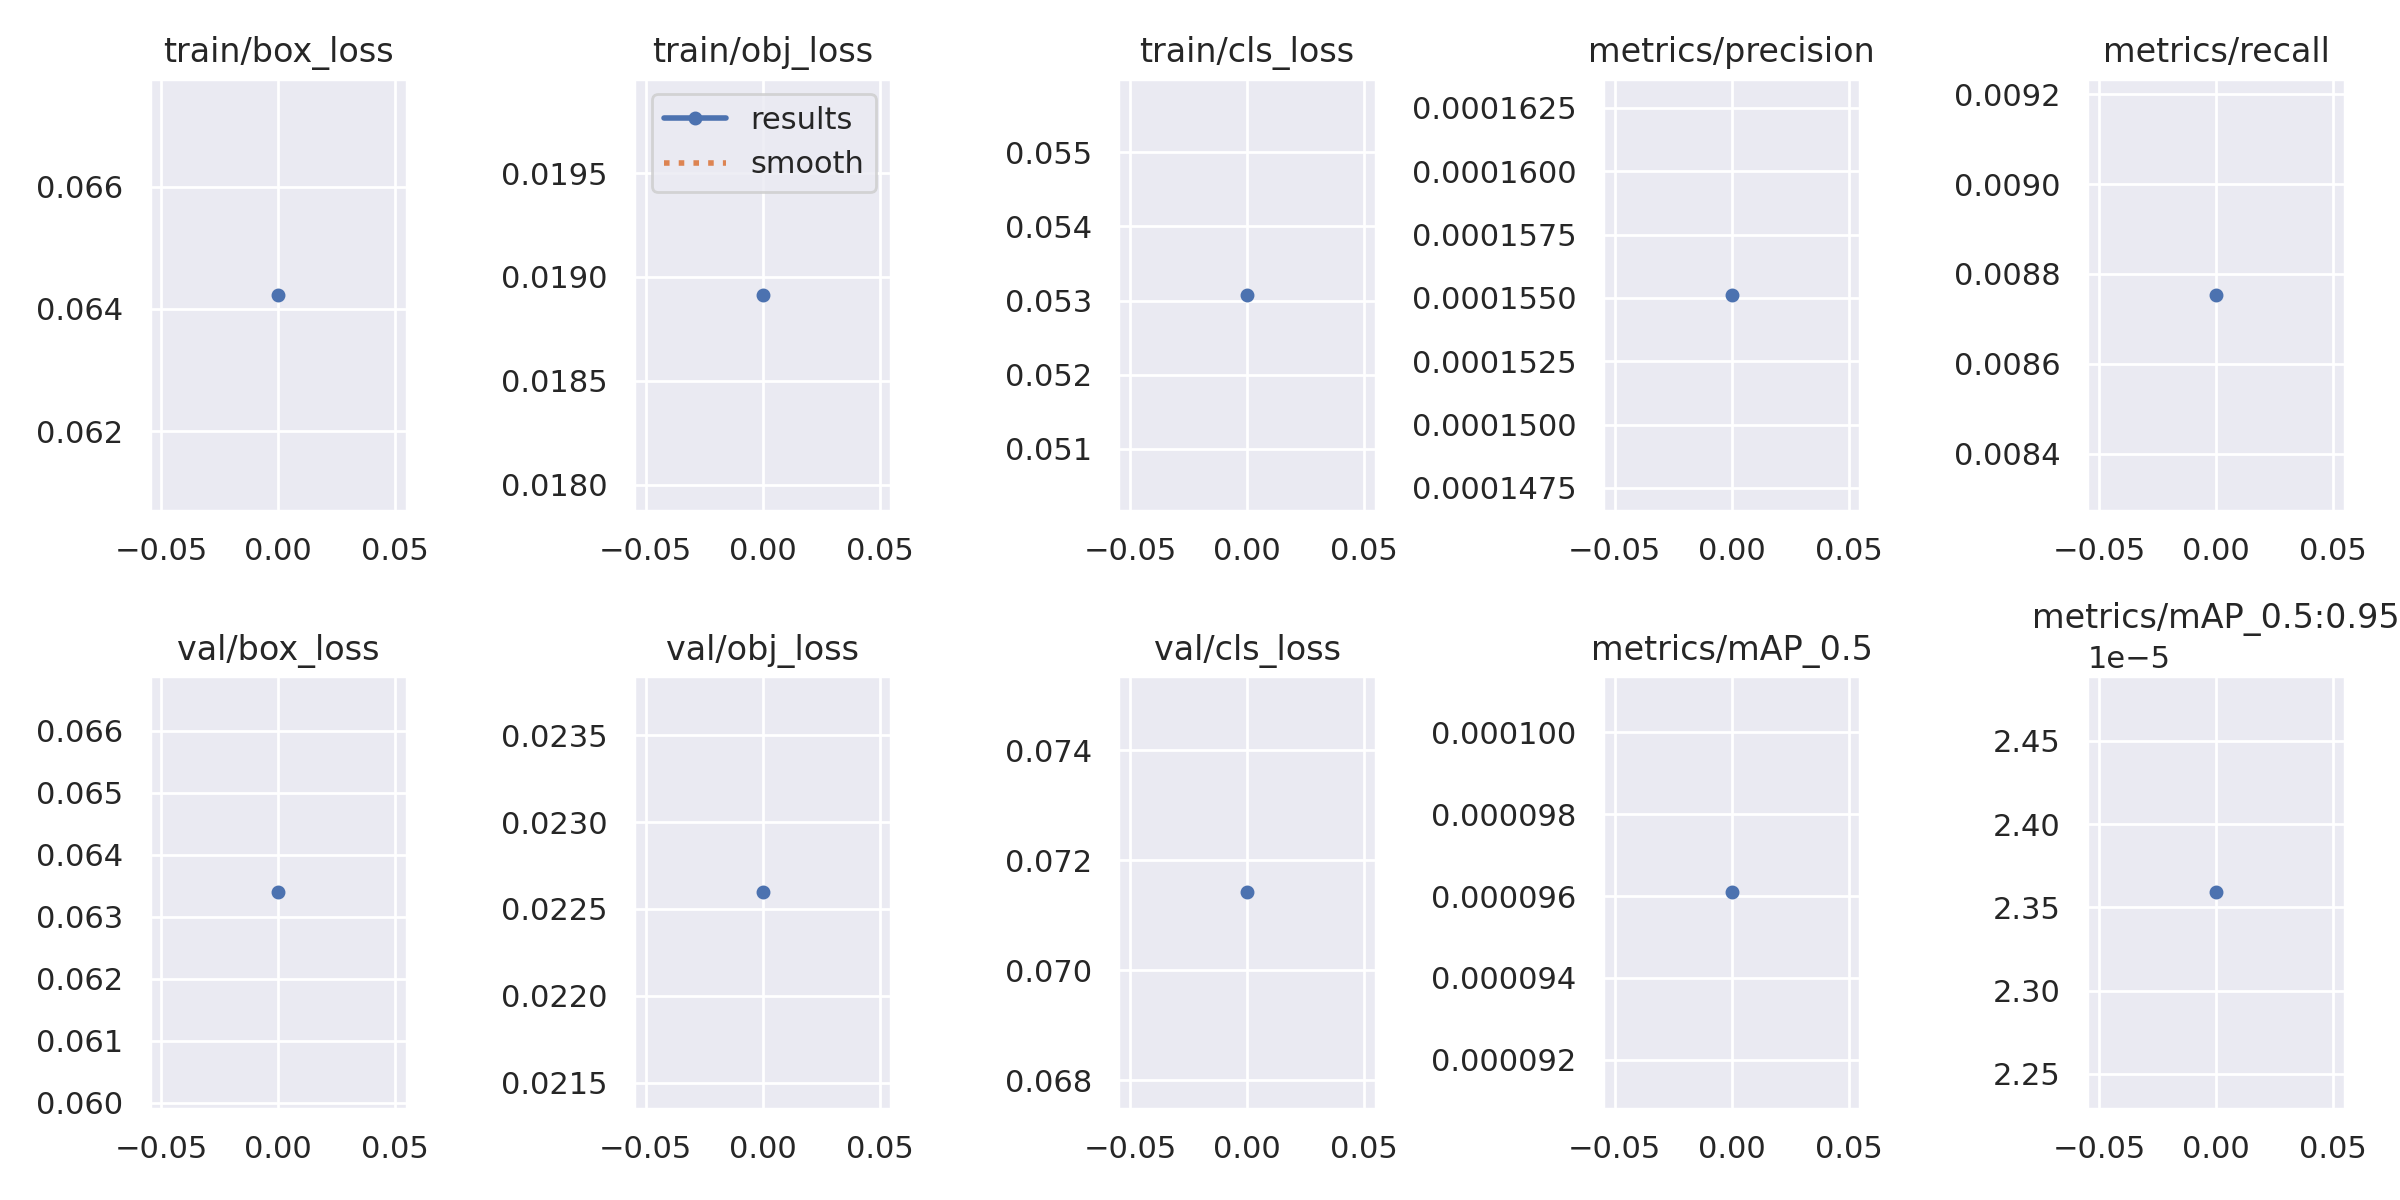 train/box_loss
0.066
0.064
0.062
−0.05 0.00 0.05
train/obj_loss
results
smooth
0.0195
0.0190
0.0185
0.0180
−0.05 0.00 0.05
train/cls_loss
0.055
0.054
0.053
0.052
0.051
−0.05 0.00 0.05
metrics/precision
0.0001625
0.0001600
0.0001575
0.0001550
0.0001525
0.0001500
0.0001475
−0.05 0.00 0.05
metrics/recall
0.0092
0.0090
0.0088
0.0086
0.0084
−0.05 0.00 0.05
val/box_loss
0.066
0.065
0.064
0.063
0.062
0.061
0.060
−0.05 0.00 0.05
val/obj_loss
0.0235
0.0230
0.0225
0.0220
0.0215
−0.05 0.00 0.05
val/cls_loss
0.074
0.072
0.070
0.068
−0.05 0.00 0.05
metrics/mAP_0.5
0.000100
0.000098
0.000096
0.000094
0.000092
−0.05 0.00 0.05
metrics/mAP_0.5:0.95
1e−5
2.45
2.40
2.35
2.30
2.25
−0.05 0.00 0.05